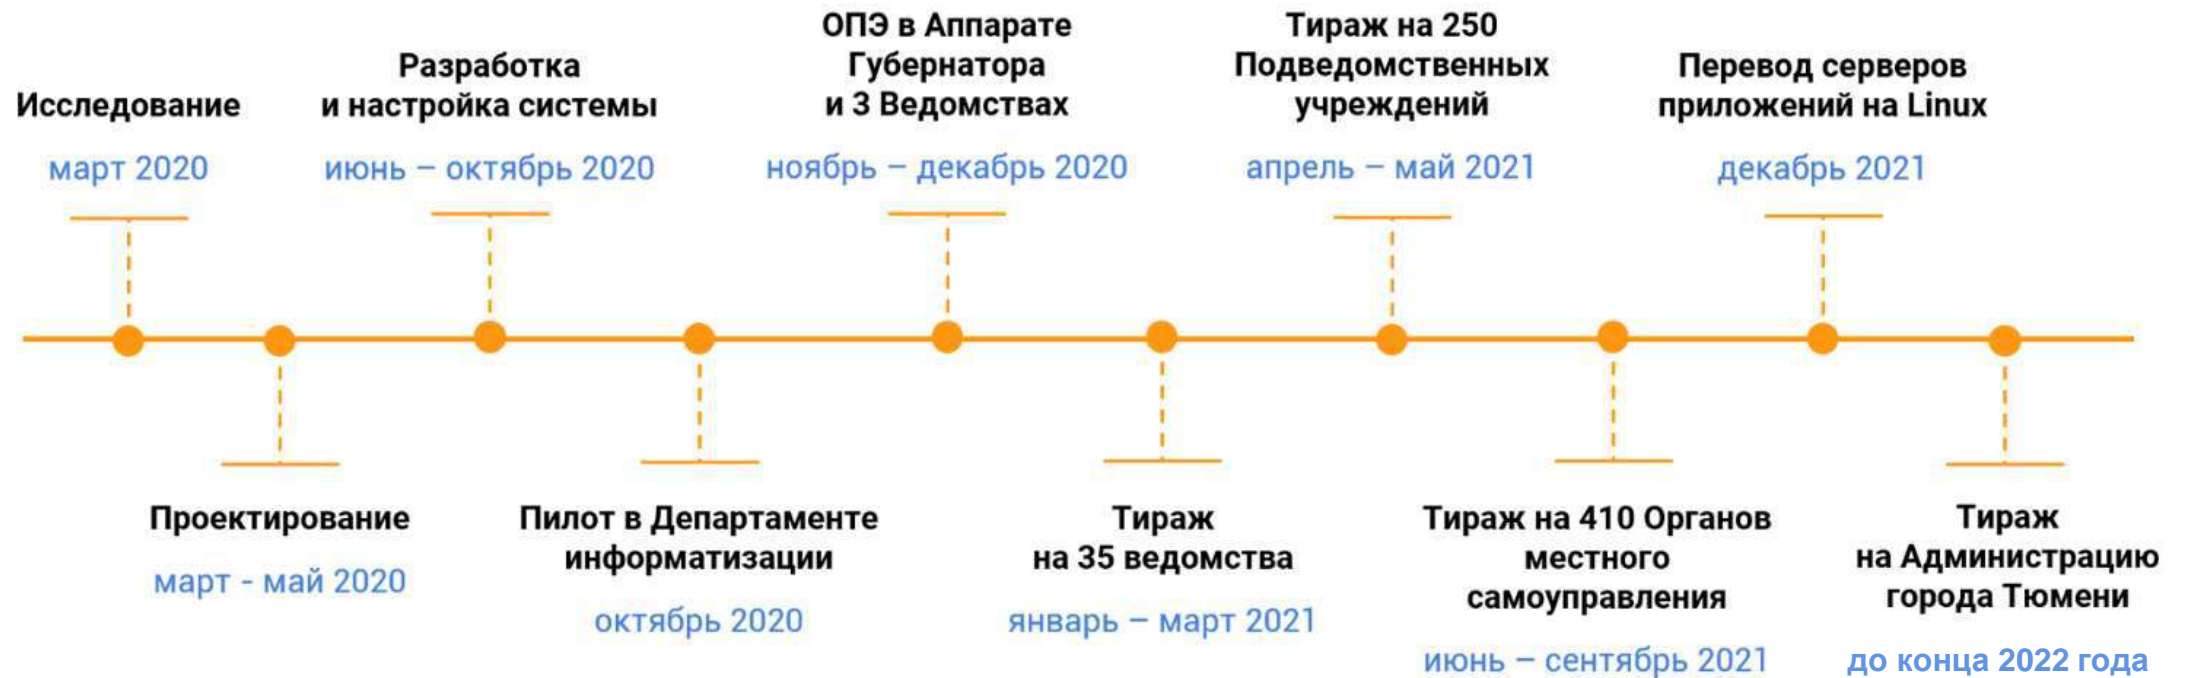 Исследование
март 2020
Разработка
и настройка системы
июнь – октябрь 2020
ОПЭ в Аппарате
Губернатора
и 3 Ведомствах
ноябрь – декабрь 2020
Тираж на 250
Подведомственных
учреждений
апрель – май 2021
Перевод серверов
приложений на Linux
декабрь 2021
Проектирование
март - май 2020
Пилот в Департаменте
информатизации
октябрь 2020
Тираж
на 35 ведомства
январь – март 2021
Тираж на 410 Органов
местного
самоуправления
июнь – сентябрь 2021
Тираж
на Администрацию
города Тюмени
до конца 2022 года